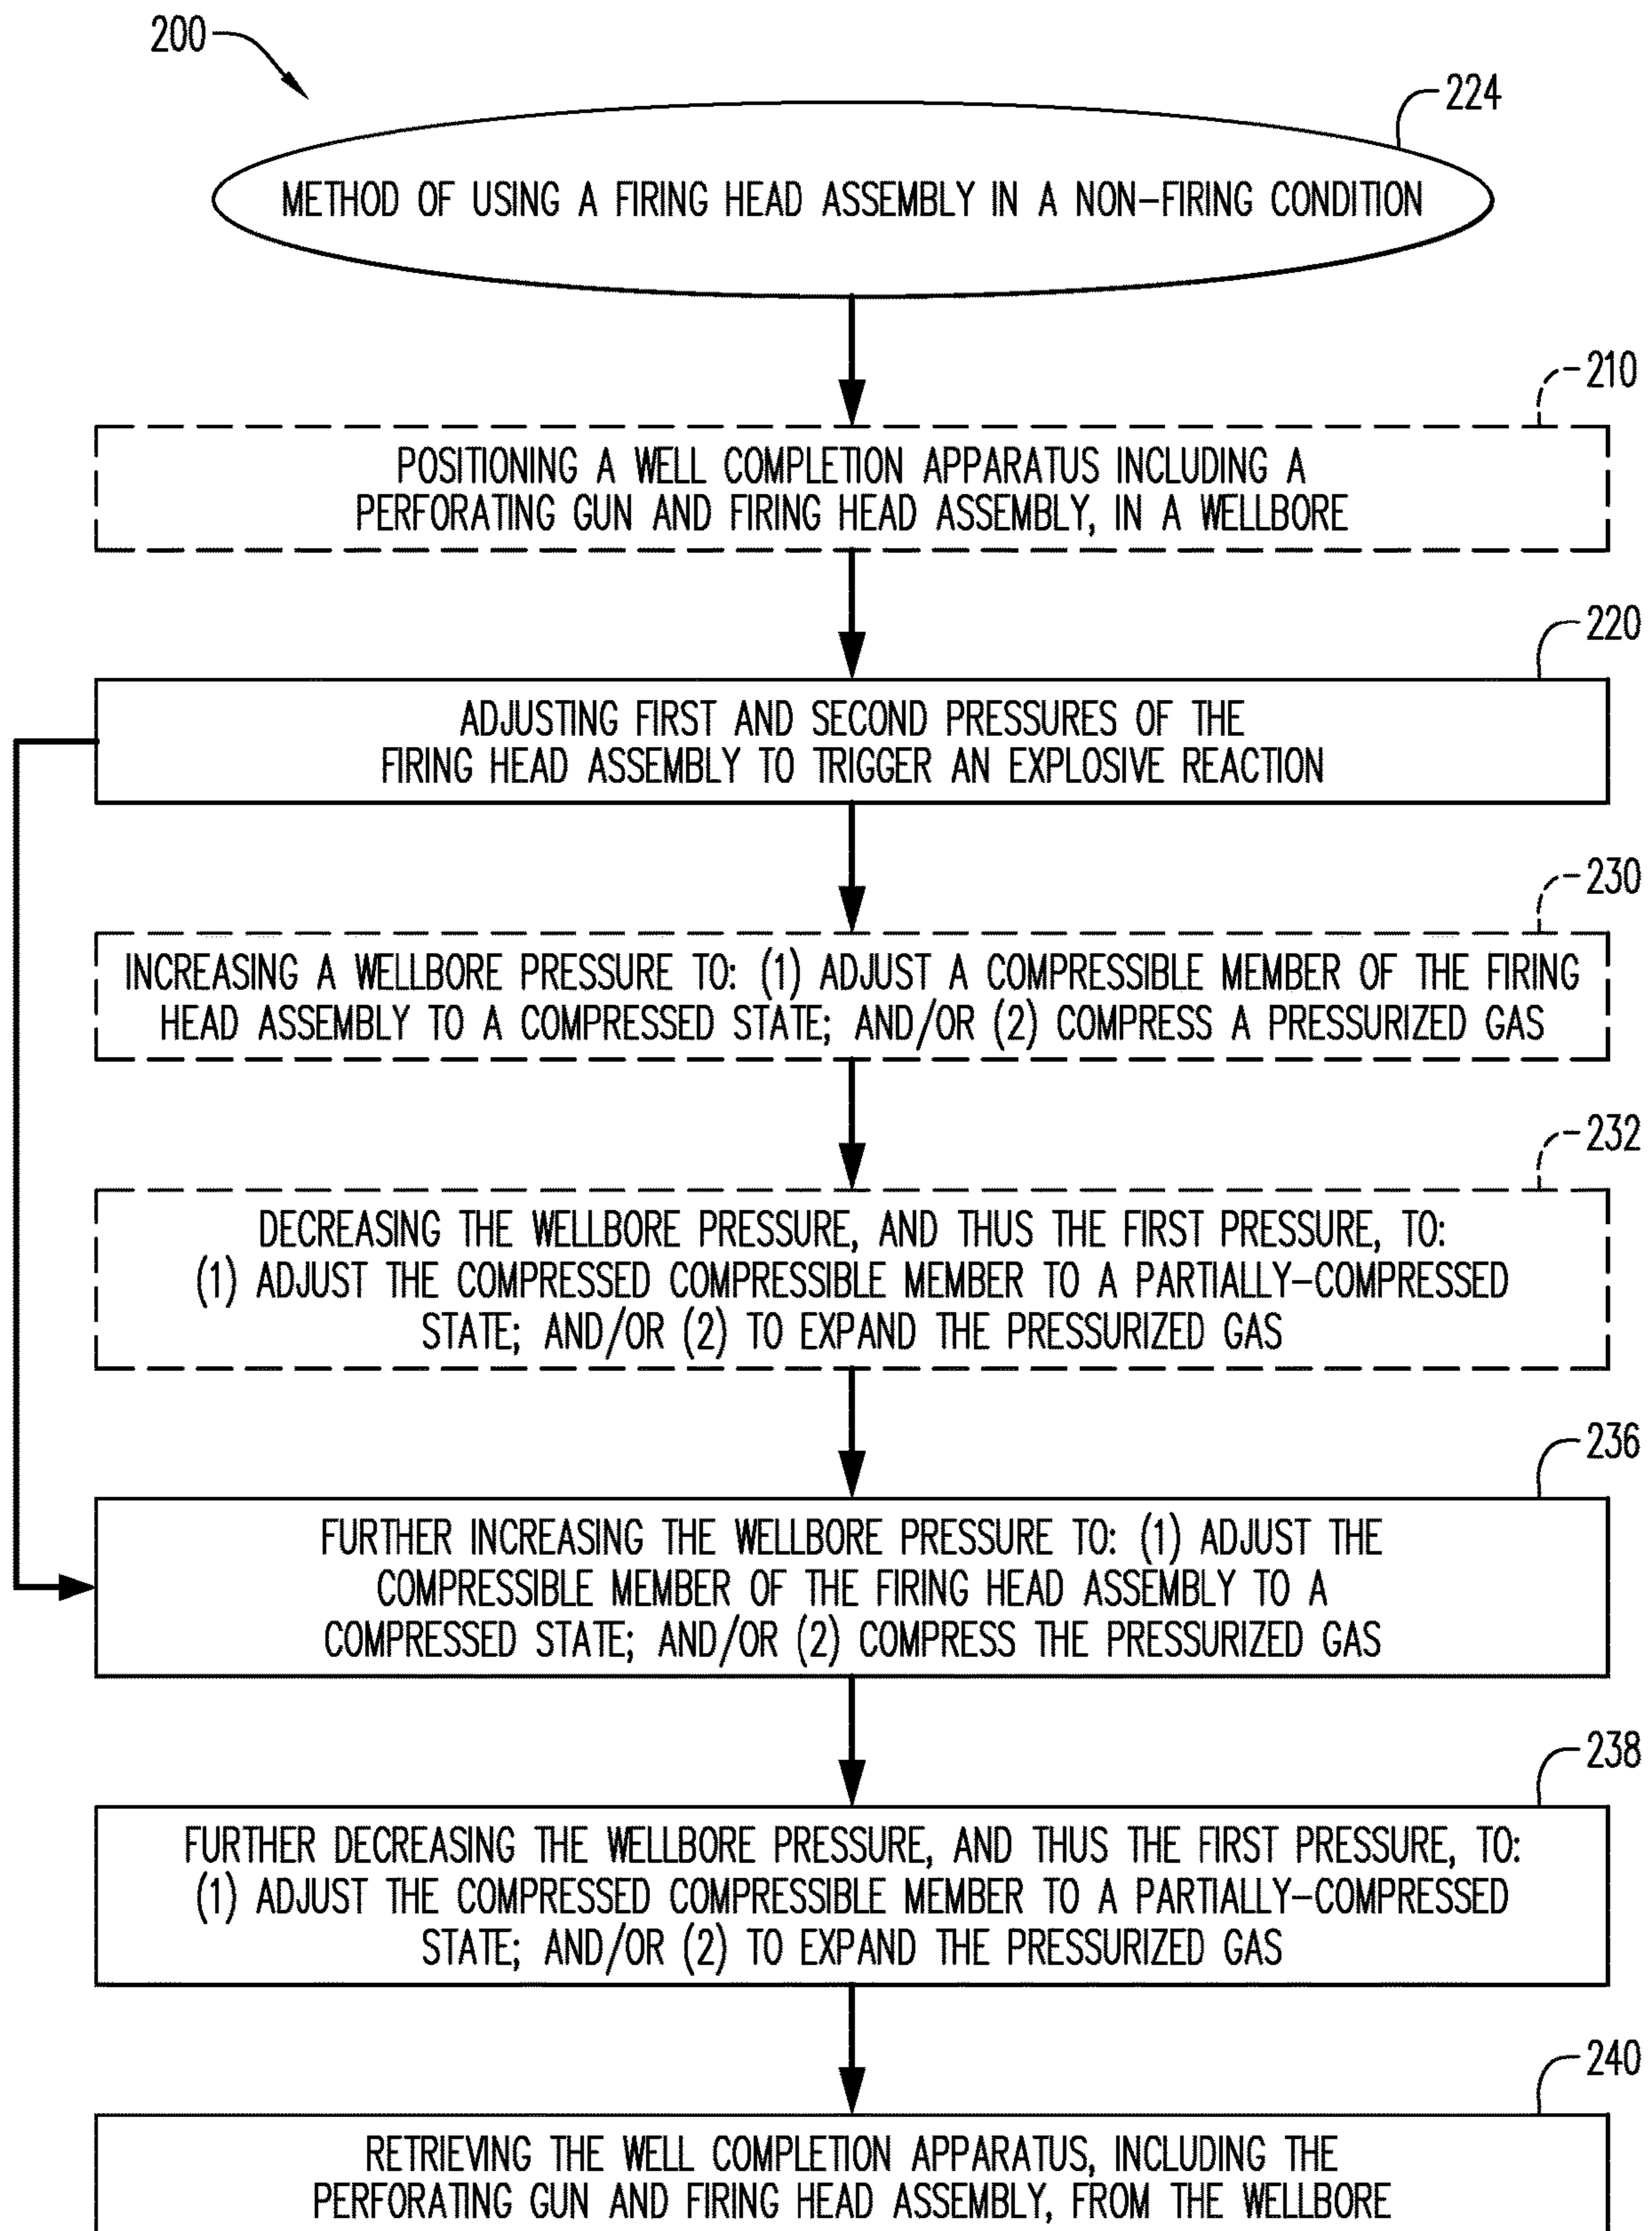 200
224
METHOD OF USING A FIRING HEAD ASSEMBLY IN A NON-FIRING CONDITION
210
POSITIONING A WELL COMPLETION APPARATUS INCLUDING A
PERFORATING GUN AND FIRING HEAD ASSEMBLY, IN A WELLBORE
220
ADJUSTING FIRST AND SECOND PRESSURES OF THE
FIRING HEAD ASSEMBLY TO TRIGGER AN EXPLOSIVE REACTION
230
INCREASING A WELLBORE PRESSURE TO: (1) ADJUST A COMPRESSIBLE MEMBER OF THE FIRING
HEAD ASSEMBLY TO A COMPRESSED STATE; AND/OR (2) COMPRESS A PRESSURIZED GAS
232
DECREASING THE WELLBORE PRESSURE, AND THUS THE FIRST PRESSURE, TO:
(1) ADJUST THE COMPRESSED COMPRESSIBLE MEMBER TO A PARTIALLY-COMPRESSED
STATE; AND/OR (2) TO EXPAND THE PRESSURIZED GAS
236
FURTHER INCREASING THE WELLBORE PRESSURE TO: (1) ADJUST THE
COMPRESSIBLE MEMBER OF THE FIRING HEAD ASSEMBLY TO A
COMPRESSED STATE; AND/OR (2) COMPRESS THE PRESSURIZED GAS
238
FURTHER DECREASING THE WELLBORE PRESSURE, AND THUS THE FIRST PRESSURE, TO:
(1) ADJUST THE COMPRESSED COMPRESSIBLE MEMBER TO A PARTIALLY-COMPRESSED
STATE; AND/OR (2) TO EXPAND THE PRESSURIZED GAS
240
RETRIEVING THE WELL COMPLETION APPARATUS, INCLUDING THE
PERFORATING GUN AND FIRING HEAD ASSEMBLY, FROM THE WELLBORE